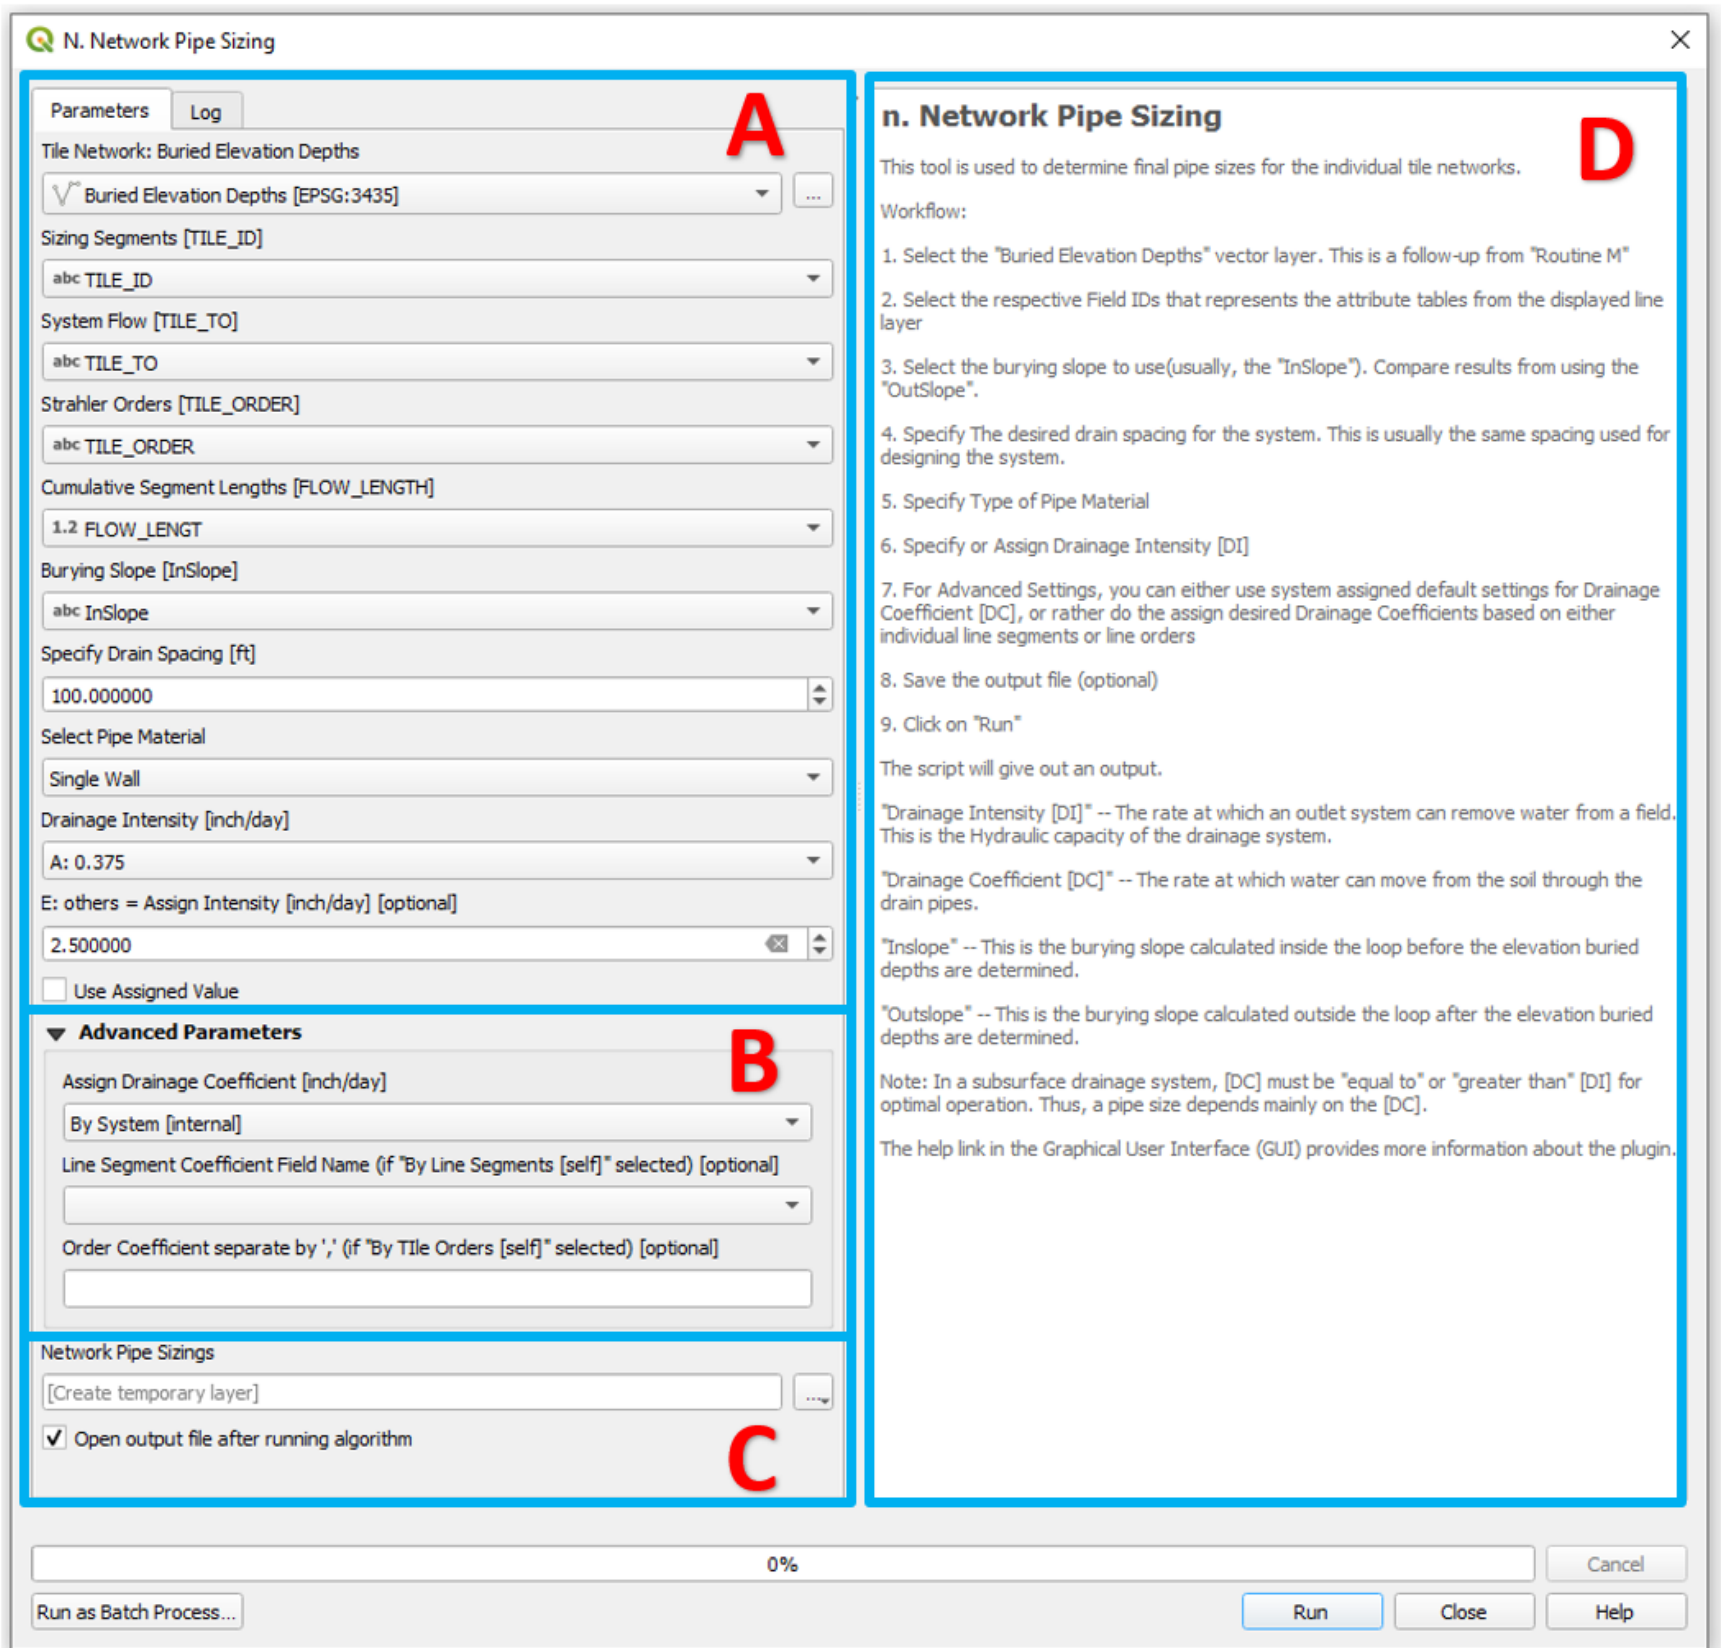 N. Network Pipe Sizing
A
Parameters
Log
Tile Network: Buried Elevation Depths
Buried Elevation Depths [EPSG:3435]
...
Sizing Segments [TILE_ID]
abc TILE_ID
System Flow [TILE_TO]
abc TILE_TO
Strahler Orders [TILE_ORDER]
abc TILE_ORDER
Cumulative Segment Lengths [FLOW_LENGTH]
1.2 FLOW_LENGT
Burying Slope [InSlope]
abc InSlope
Specify Drain Spacing [ft]
100.000000
Select Pipe Material
Single Wall
Drainage Intensity [inch/day]
A: 0.375
E: others = Assign Intensity [inch/day] [optional]
2.500000
Use Assigned Value
B
Advanced Parameters
Assign Drainage Coefficient [inch/day]
By System [internal]
Line Segment Coefficient Field Name (if "By Line Segments [self]" selected) [optional]
Order Coefficient separate by ',' (if "By TIle Orders [self]" selected) [optional]
C
Network Pipe Sizings
[Create temporary layer]
...
Open output file after running algorithm
D
n. Network Pipe Sizing
This tool is used to determine final pipe sizes for the individual tile networks.
Workflow:
1. Select the "Buried Elevation Depths" vector layer. This is a follow-up from "Routine M"
2. Select the respective Field IDs that represents the attribute tables from the displayed line
layer
3. Select the burying slope to use(usually, the "InSlope"). Compare results from using the
"OutSlope".
4. Specify The desired drain spacing for the system. This is usually the same spacing used for
designing the system.
5. Specify Type of Pipe Material
6. Specify or Assign Drainage Intensity [DI]
7. For Advanced Settings, you can either use system assigned default settings for Drainage
Coefficient [DC], or rather do the assign desired Drainage Coefficients based on either
individual line segments or line orders
8. Save the output file (optional)
9. Click on "Run"
The script will give out an output.
"Drainage Intensity [DI]" -- The rate at which an outlet system can remove water from a field.
This is the Hydraulic capacity of the drainage system.
"Drainage Coefficient [DC]" -- The rate at which water can move from the soil through the
drain pipes.
"Inslope" -- This is the burying slope calculated inside the loop before the elevation buried
depths are determined.
"Outslope" -- This is the burying slope calculated outside the loop after the elevation buried
depths are determined.
Note: In a subsurface drainage system, [DC] must be "equal to" or "greater than" [DI] for
optimal operation. Thus, a pipe size depends mainly on the [DC].
The help link in the Graphical User Interface (GUI) provides more information about the plugin.
0%
Cancel
Run as Batch Process...
Run
Close
Help